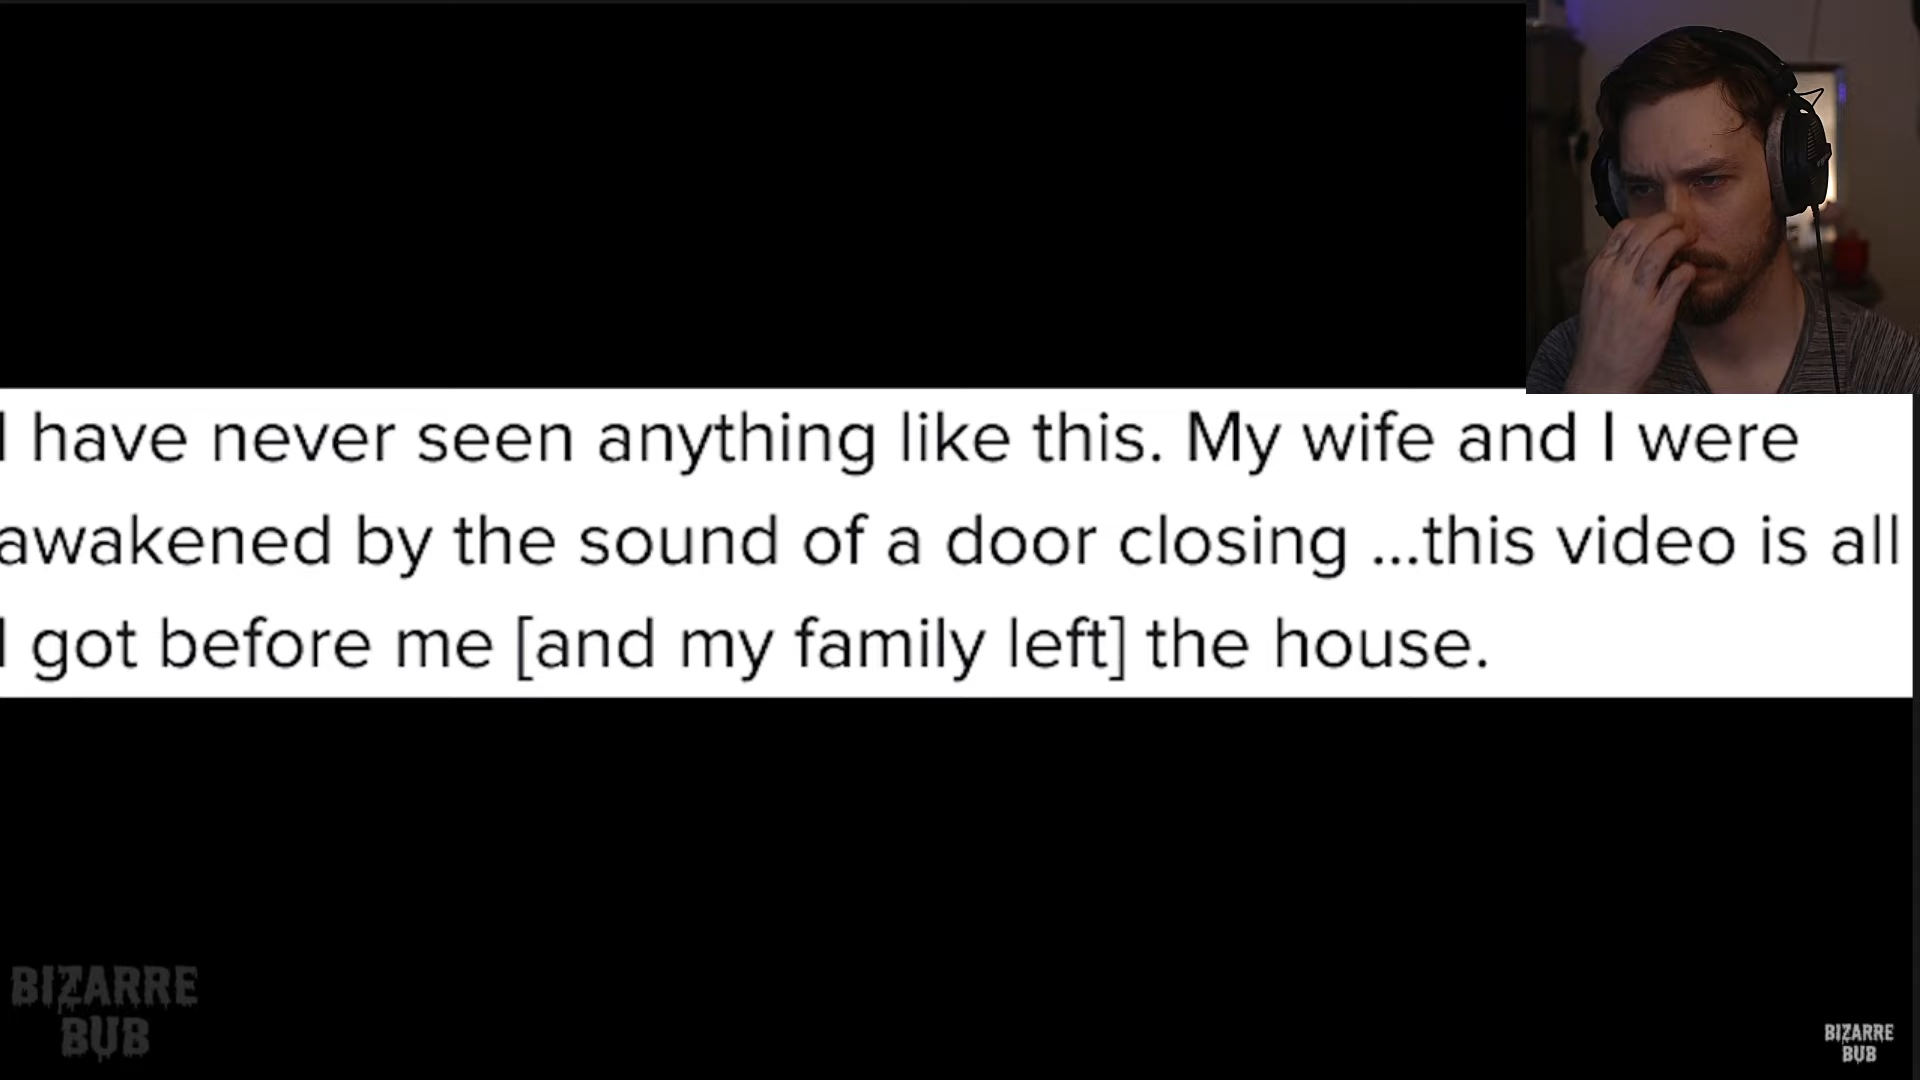 I have never seen anything like this. My wife and I were
awakened by the sound of a door closing ...this video is all
I got before me [and my family left] the house.
BIZARRE
BUB
BIZARRE
BUB